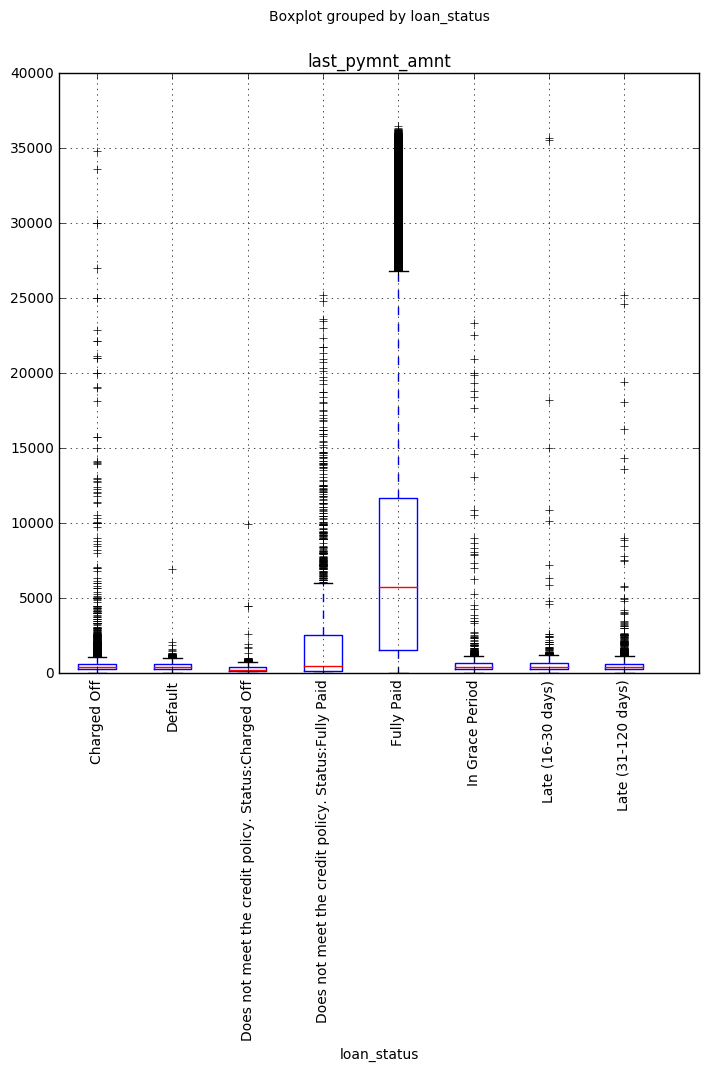 Boxplot grouped by loan_status
last_pymnt_amnt
40000
35000
30000
25000
20000
15000
10000
5000
0
Charged Off
Default
Does not meet the credit policy. Status:Charged Off
Does not meet the credit policy. Status:Fully Paid
Fully Paid
In Grace Period
Late (16-30 days)
Late (31-120 days)
loan_status